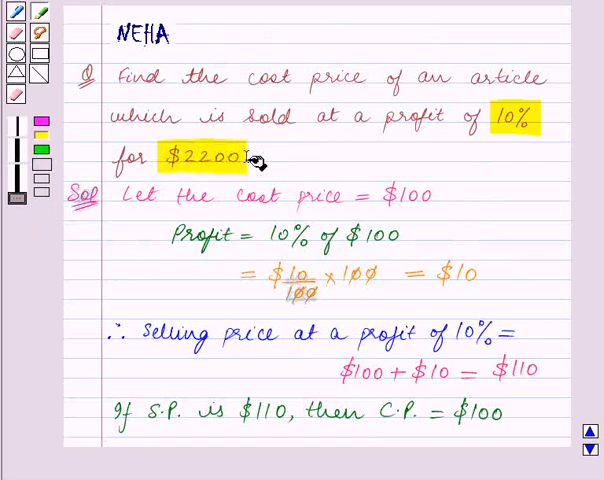 NEHA
Q Find the cost price of an article
which is sold at a profit of 10%
for $2200
Sol Let the cost price = $100
Profit = 10% of $100
= $10/100 × 100 = $10
∴ Selling price at a profit of 10% =
$100 + $10 = $110
If S.P. is $110, then C.P. = $100